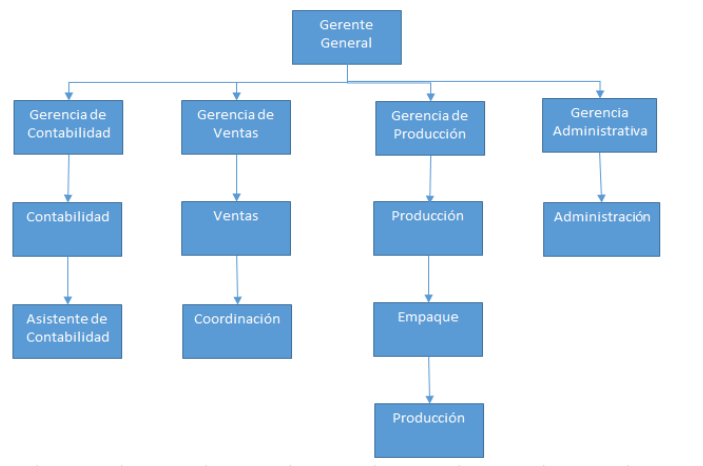 Gerente
General
Gerencia de
Contabilidad
Gerencia de
Ventas
Gerencia de
Producción
Gerencia
Administrativa
Contabilidad
Ventas
Producción
Administración
Asistente de
Contabilidad
Coordinación
Empaque
Producción